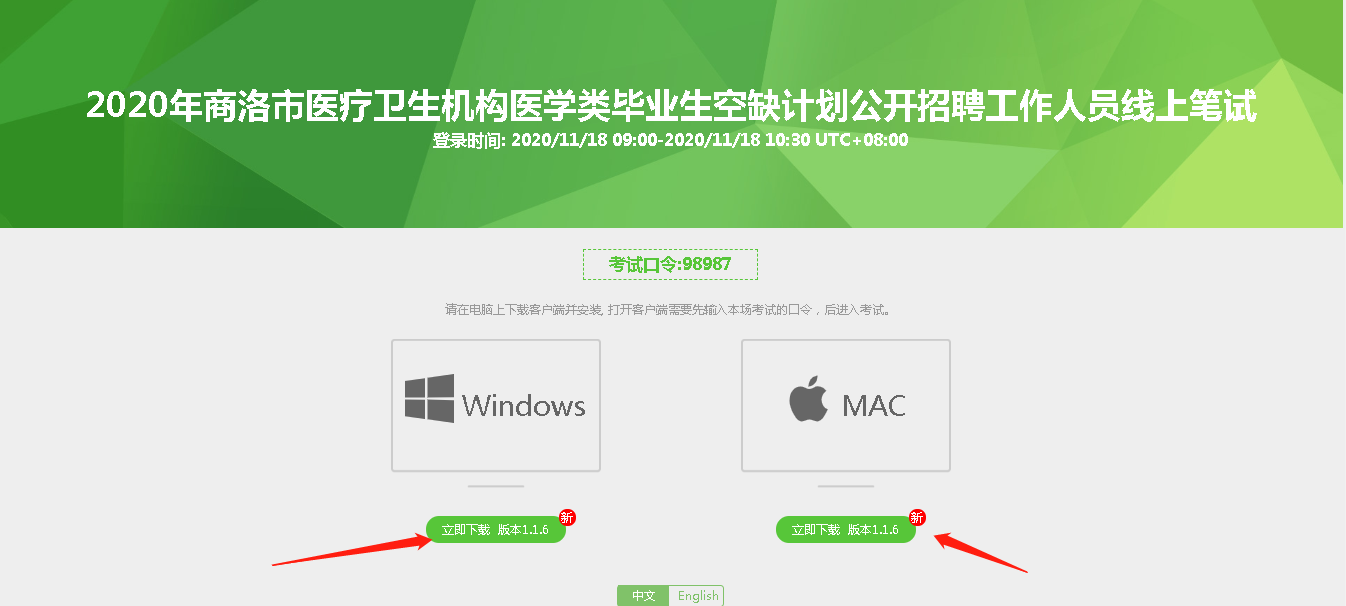 2020年商洛市医疗卫生机构医学类毕业生空缺计划公开招聘工作人员线上笔试
登录时间: 2020/11/18 09:00-2020/11/18 10:30 UTC+08:00
考试口令:98987
请在电脑上下载客户端并安装, 打开客户端需要先输入本场考试的口令，后进入考试。
Windows
MAC
立即下载 版本1.1.6 新
立即下载 版本1.1.6 新
中文 English